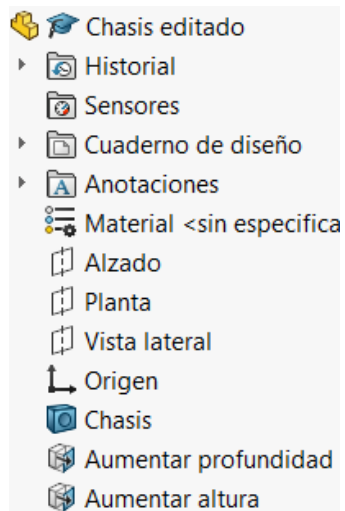 Chasis editado
Historial
Sensores
Cuaderno de diseño
A Anotaciones
Material <sin especifica
Alzado
Planta
Vista lateral
Origen
Chasis
Aumentar profundidad
Aumentar altura